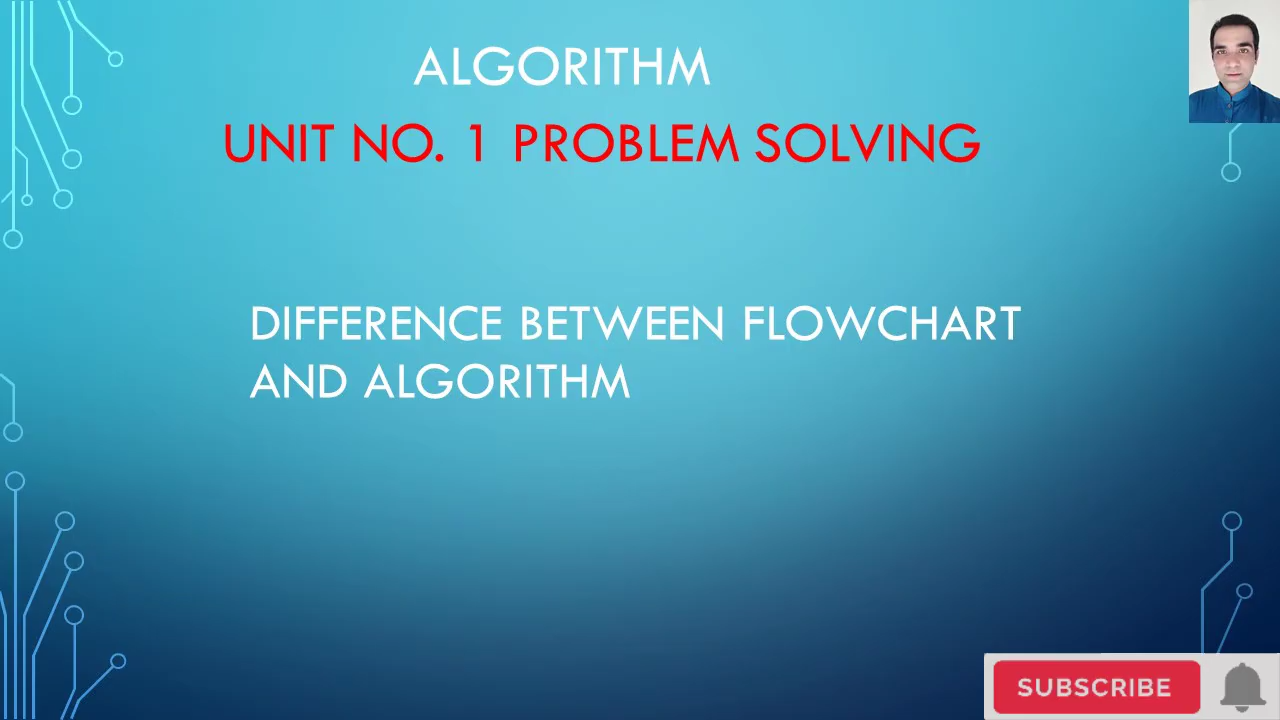 ALGORITHM
UNIT NO. 1 PROBLEM SOLVING
DIFFERENCE BETWEEN FLOWCHART
AND ALGORITHM
SUBSCRIBE